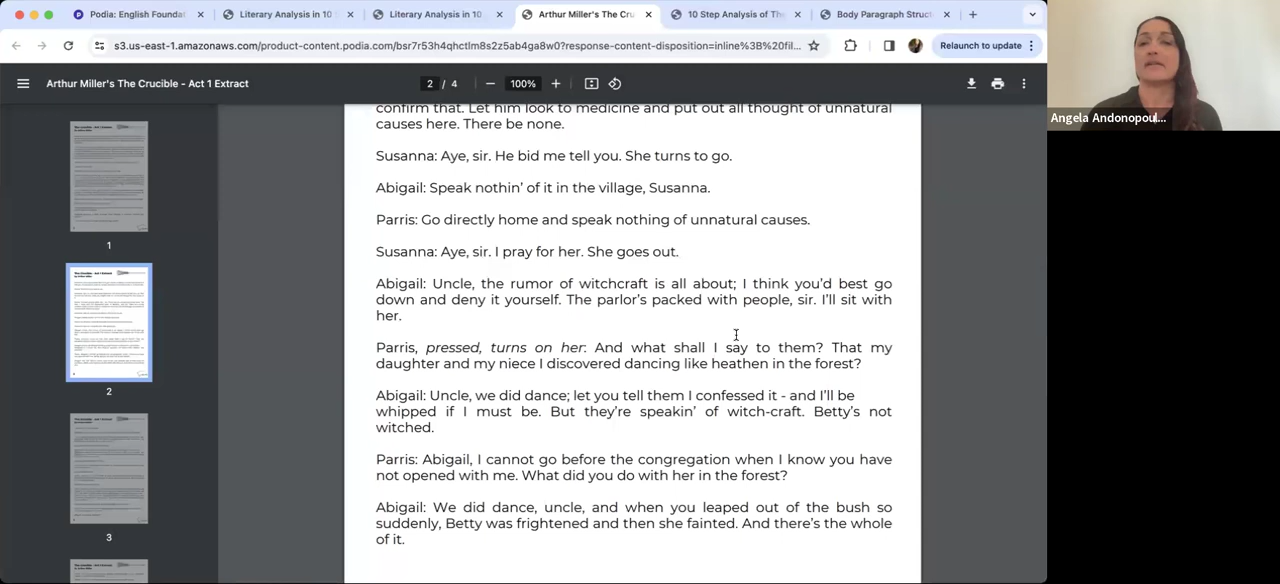 Podia: English Foundat
Literary Analysis in 10 S
Literary Analysis in 10
Arthur Miller's The Cru
10 Step Analysis of The
Body Paragraph Struct
s3.us-east-1.amazonaws.com/product-content.podia.com/bsr7r53h4qnctlm8s2z5ab4ga8w0?response-content-disposition=inline%3B%20fil...
Relaunch to update
Arthur Miller's The Crucible - Act 1 Extract
2 / 4
100%
Angela Andonopoul...
1
2
3
confirm that. Let him look to medicine and put out all thought of unnatural
causes here. There be none.
Susanna: Aye, sir. He bid me tell you. She turns to go.
Abigail: Speak nothin' of it in the village, Susanna.
Parris: Go directly home and speak nothing of unnatural causes.
Susanna: Aye, sir. I pray for her. She goes out.
Abigail: Uncle, the rumor of witchcraft is all about; I think you'd best go
down and deny it yourself. The parlor's packed with people, sir. I'll sit with
her.
Parris, pressed, turns on her: And what shall I say to them? That my
daughter and my niece I discovered dancing like heathen in the forest?
Abigail: Uncle, we did dance; let you tell them I confessed it - and I'll be
whipped if I must be. But they're speakin' of witch-craft. Betty's not
witched.
Parris: Abigail, I cannot go before the congregation when I know you have
not opened with me. What did you do with her in the forest?
Abigail: We did dance, uncle, and when you leaped out of the bush so
suddenly, Betty was frightened and then she fainted. And there's the whole
of it.